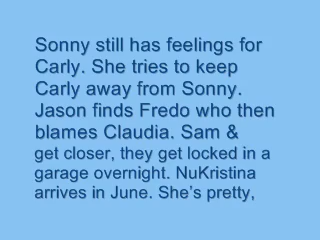 Sonny still has feelings for
Carly. She tries to keep
Carly away from Sonny.
Jason finds Fredo who then
blames Claudia. Sam &
get closer, they get locked in a
garage overnight. NuKristina
arrives in June. She's pretty,